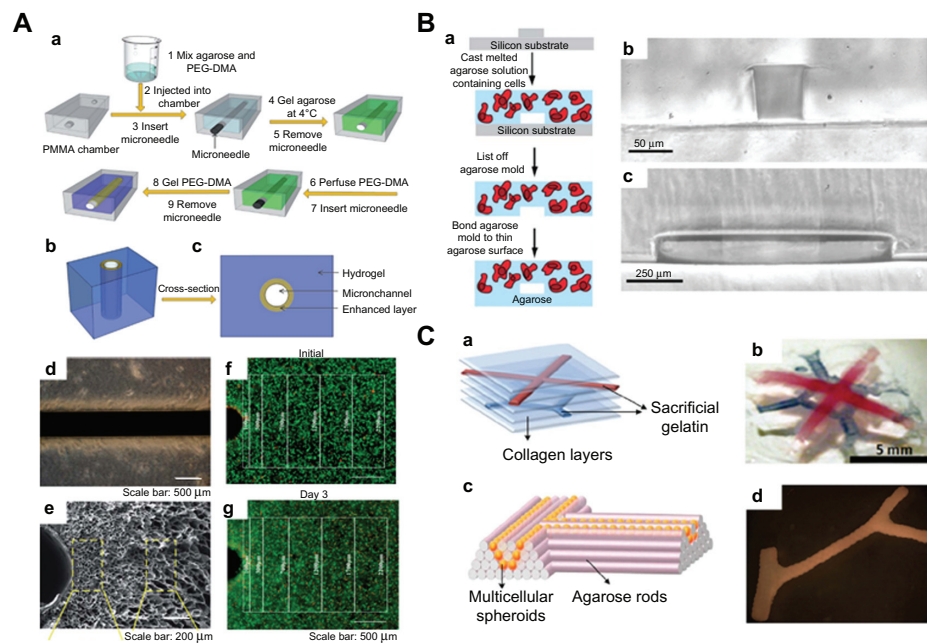 A
a
1 Mix agarose and
PEG-DMA
2 Injected into
chamber
3 Insert
microneedle
4 Gel agarose
at 4°C
5 Remove
microneedle
PMMA chamber
Microneedle
8 Gel PEG-DMA
9 Remove
microneedle
6 Perfuse PEG-DMA
7 Insert microneedle
b
Cross-section
c
Hydrogel
Micronchannel
Enhanced layer
d
Scale bar: 500 µm
e
Scale bar: 200 µm
Initial
f
Day 3
g
Scale bar: 500 µm
B
a
Silicon substrate
Cast melted
agarose solution
containing cells
Silicon substrate
List off
agarose mold
Bond agarose
mold to thin
agarose surface
Agarose
b
50 µm
c
250 µm
C
a
Sacrificial
gelatin
Collagen layers
b
5 mm
c
Multicellular
spheroids
Agarose rods
d